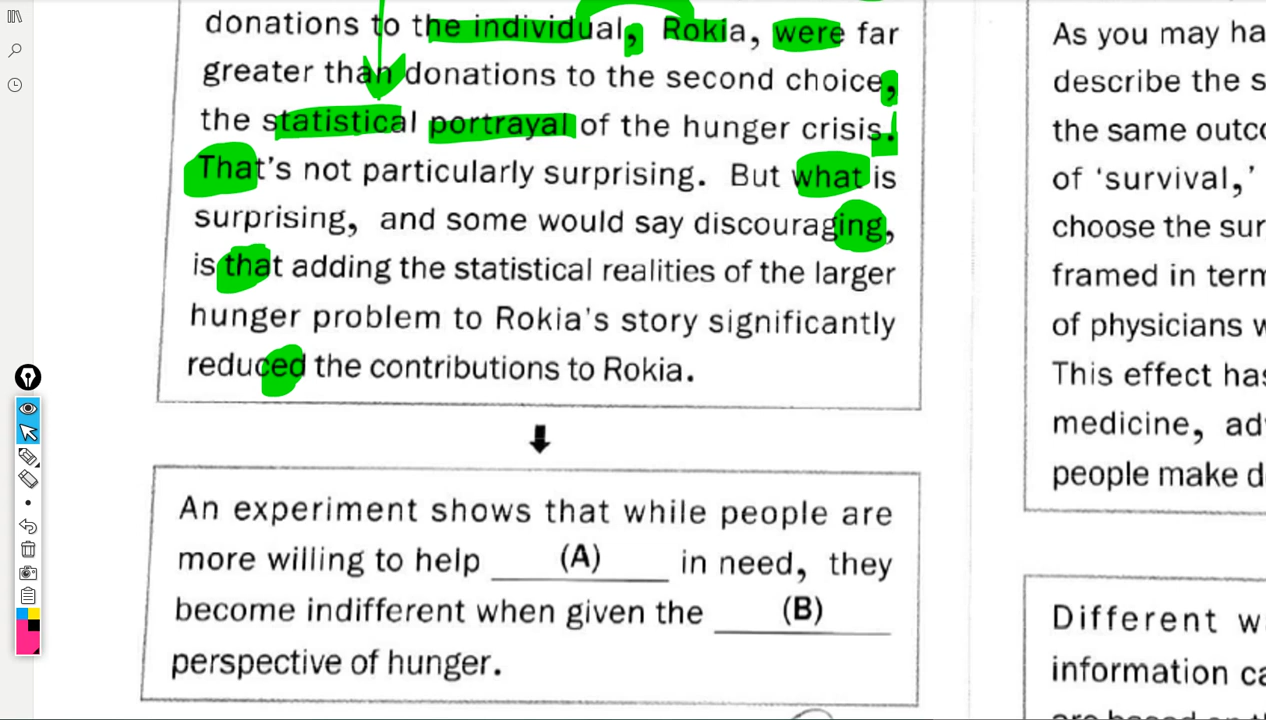 donations to the individual, Rokia, were far
greater than donations to the second choice,
the statistical portrayal of the hunger crisis.
That's not particularly surprising. But what is
surprising, and some would say discouraging,
is that adding the statistical realities of the larger
hunger problem to Rokia's story significantly
reduced the contributions to Rokia.
An experiment shows that while people are
more willing to help (A) in need, they
become indifferent when given the (B)
perspective of hunger.
As you may ha
describe the s
the same outco
of 'survival,'
choose the sur
framed in term
of physicians w
This effect has
medicine, ad
people make d
Different w
information ca